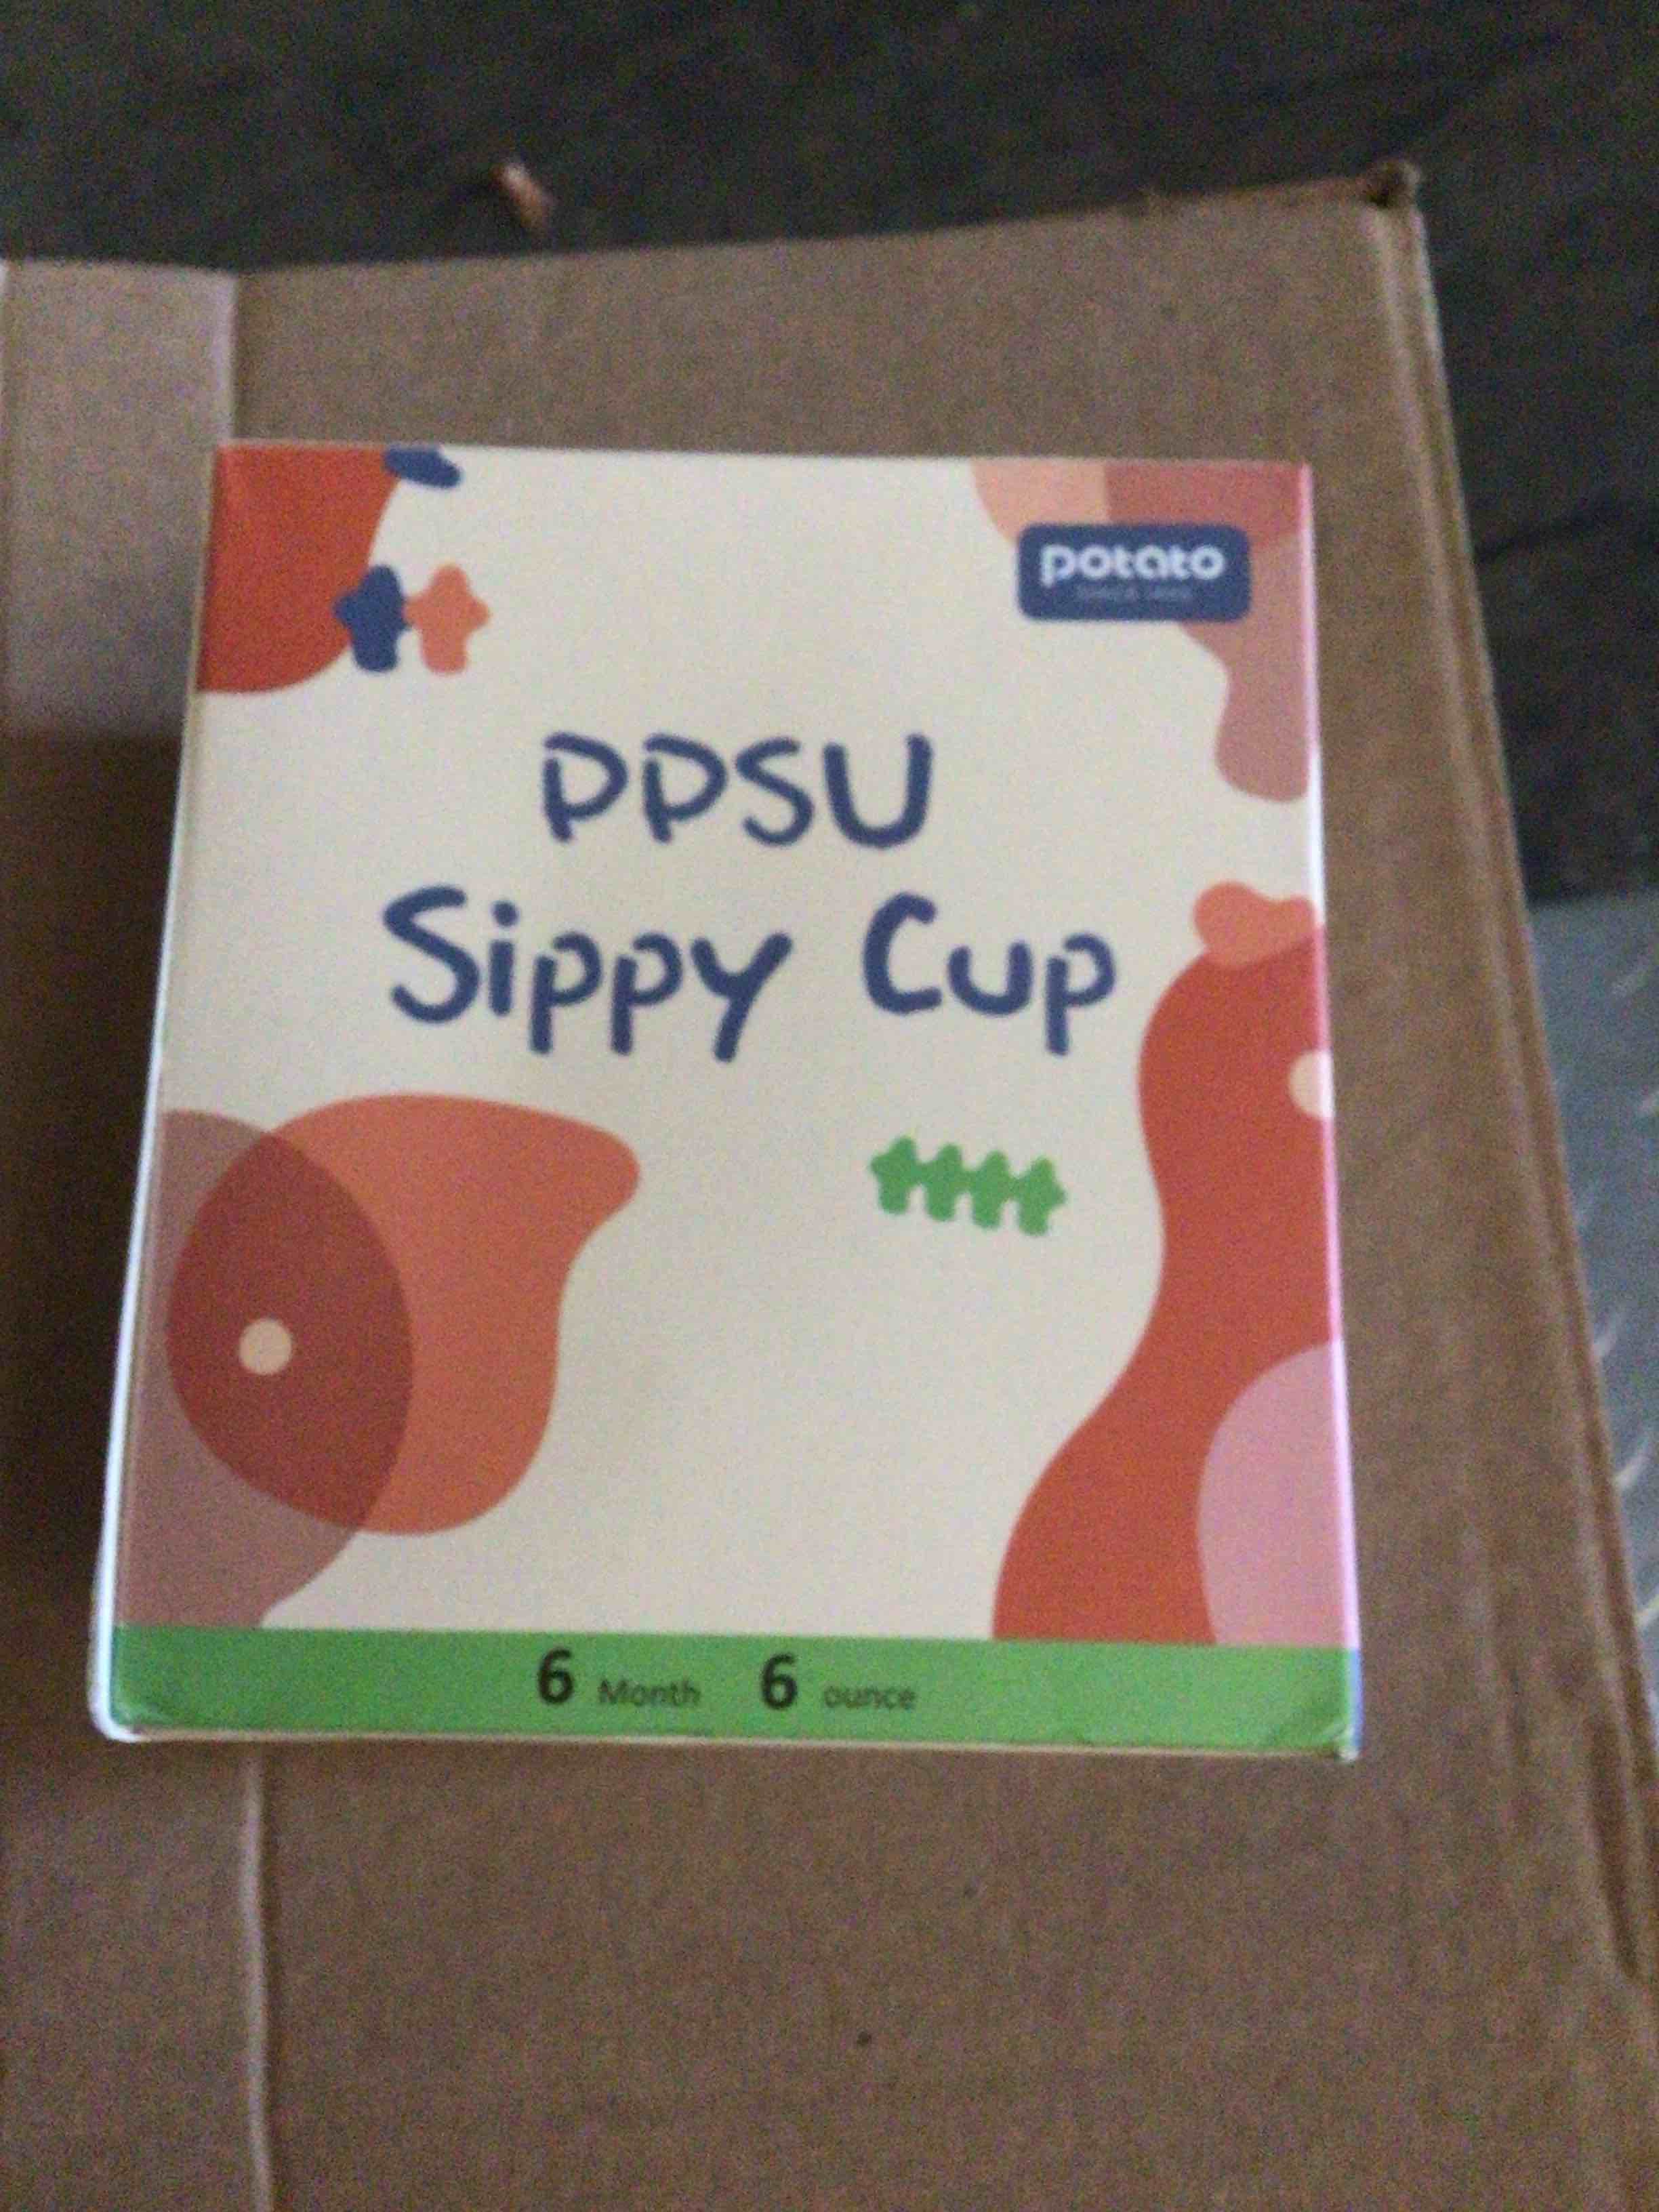 potato
PPSU
Sippy Cup
6 Month 6 ounce